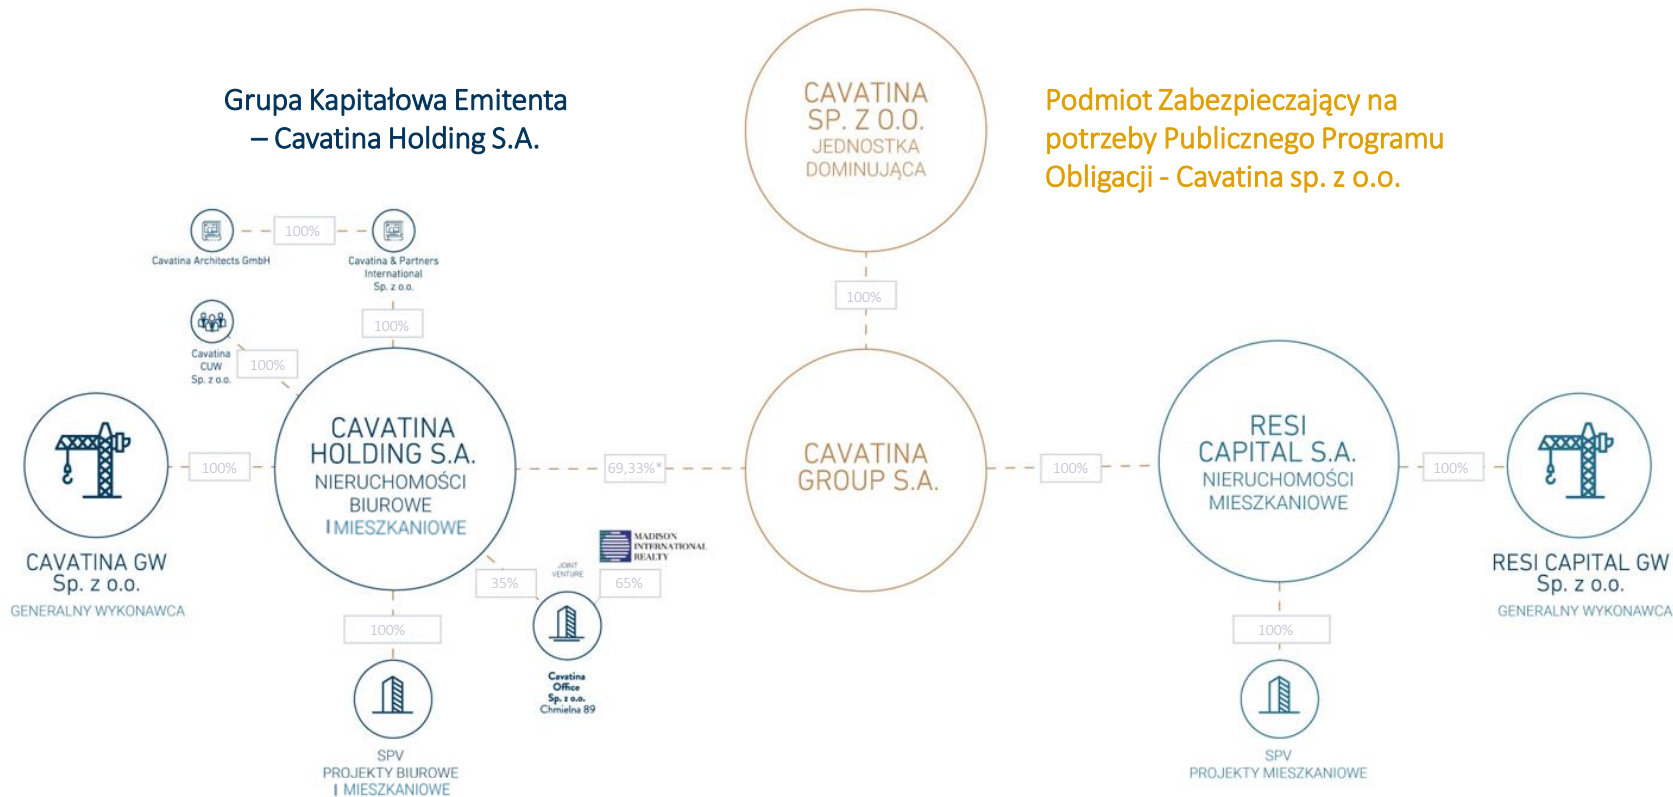 Grupa Kapitałowa Emitenta
– Cavatina Holding S.A.
CAVATINA
SP. Z O.O.
JEDNOSTKA
DOMINUJĄCA
Podmiot Zabezpieczający na
potrzeby Publicznego Programu
Obligacji - Cavatina sp. z o.o.
100%
Cavatina Architects GmbH
Cavatina & Partners
International
Sp. z o.o.
100%
100%
Cavatina
CUW
Sp. z o.o.
100%
CAVATINA GW
Sp. z o.o.
GENERALNY WYKONAWCA
100%
CAVATINA
HOLDING S.A.
NIERUCHOMOŚCI
BIUROWE
I MIESZKANIOWE
69,33%*
CAVATINA
GROUP S.A.
100%
RESI
CAPITAL S.A.
NIERUCHOMOŚCI
MIESZKANIOWE
100%
RESI CAPITAL GW
Sp. z o.o.
GENERALNY WYKONAWCA
MADISON
INTERNATIONAL
REALTY
JOINT
VENTURE
35%
65%
Cavatina
Office
Sp. z o.o.
Chmielna 89
100%
SPV
PROJEKTY BIUROWE
I MIESZKANIOWE
100%
SPV
PROJEKTY MIESZKANIOWE